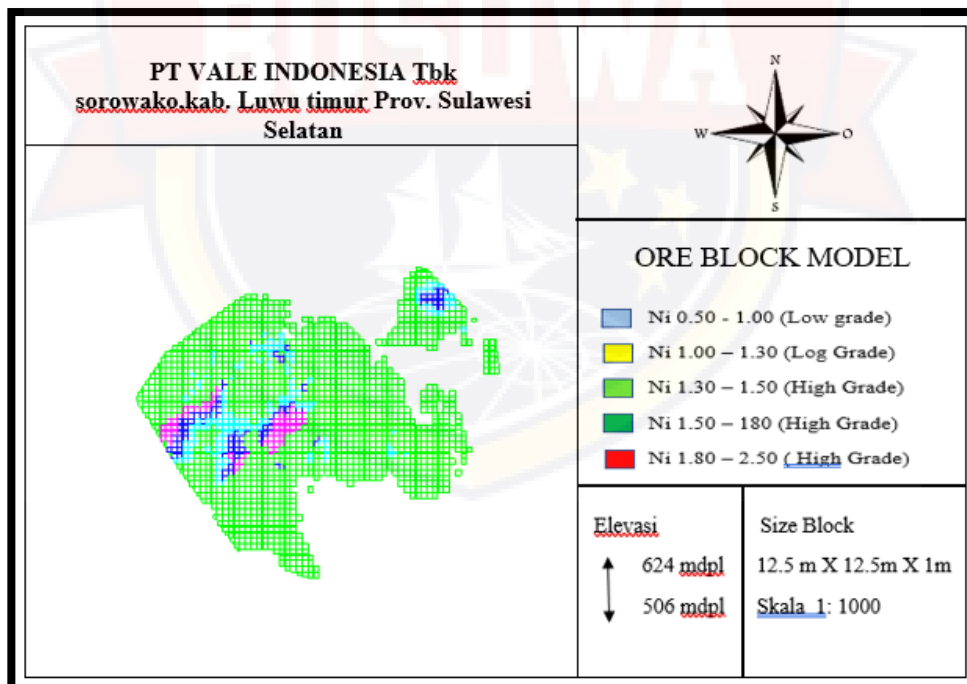 BOSOWA
PT VALE INDONESIA Tbk
sorowako.kab. Luwu timur Prov. Sulawesi
Selatan
N
W
O
S
ORE BLOCK MODEL
Ni 0.50 - 1.00 (Low grade)
Ni 1.00 – 1.30 (Log Grade)
Ni 1.30 – 1.50 (High Grade)
Ni 1.50 – 180 (High Grade)
Ni 1.80 – 2.50 ( High Grade)
Elevasi
624 mdpl
506 mdpl
Size Block
12.5 m X 12.5m X 1m
Skala 1: 1000